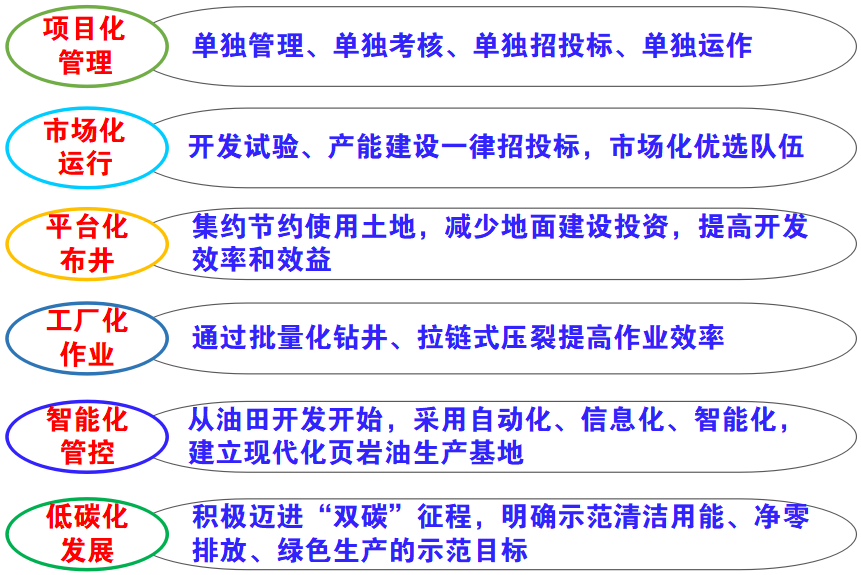 项目化
管理
单独管理、单独考核、单独招投标、单独运作
市场化
运行
开发试验、产能建设一律招投标，市场化优选队伍
平台化
布井
集约节约使用土地，减少地面建设投资，提高开发
效率和效益
工厂化
作业
通过批量化钻井、拉链式压裂提高作业效率
智能化
管控
从油田开发开始，采用自动化、信息化、智能化，
建立现代化页岩油生产基地
低碳化
发展
积极迈进“双碳”征程，明确示范清洁用能、净零
排放、绿色生产的示范目标